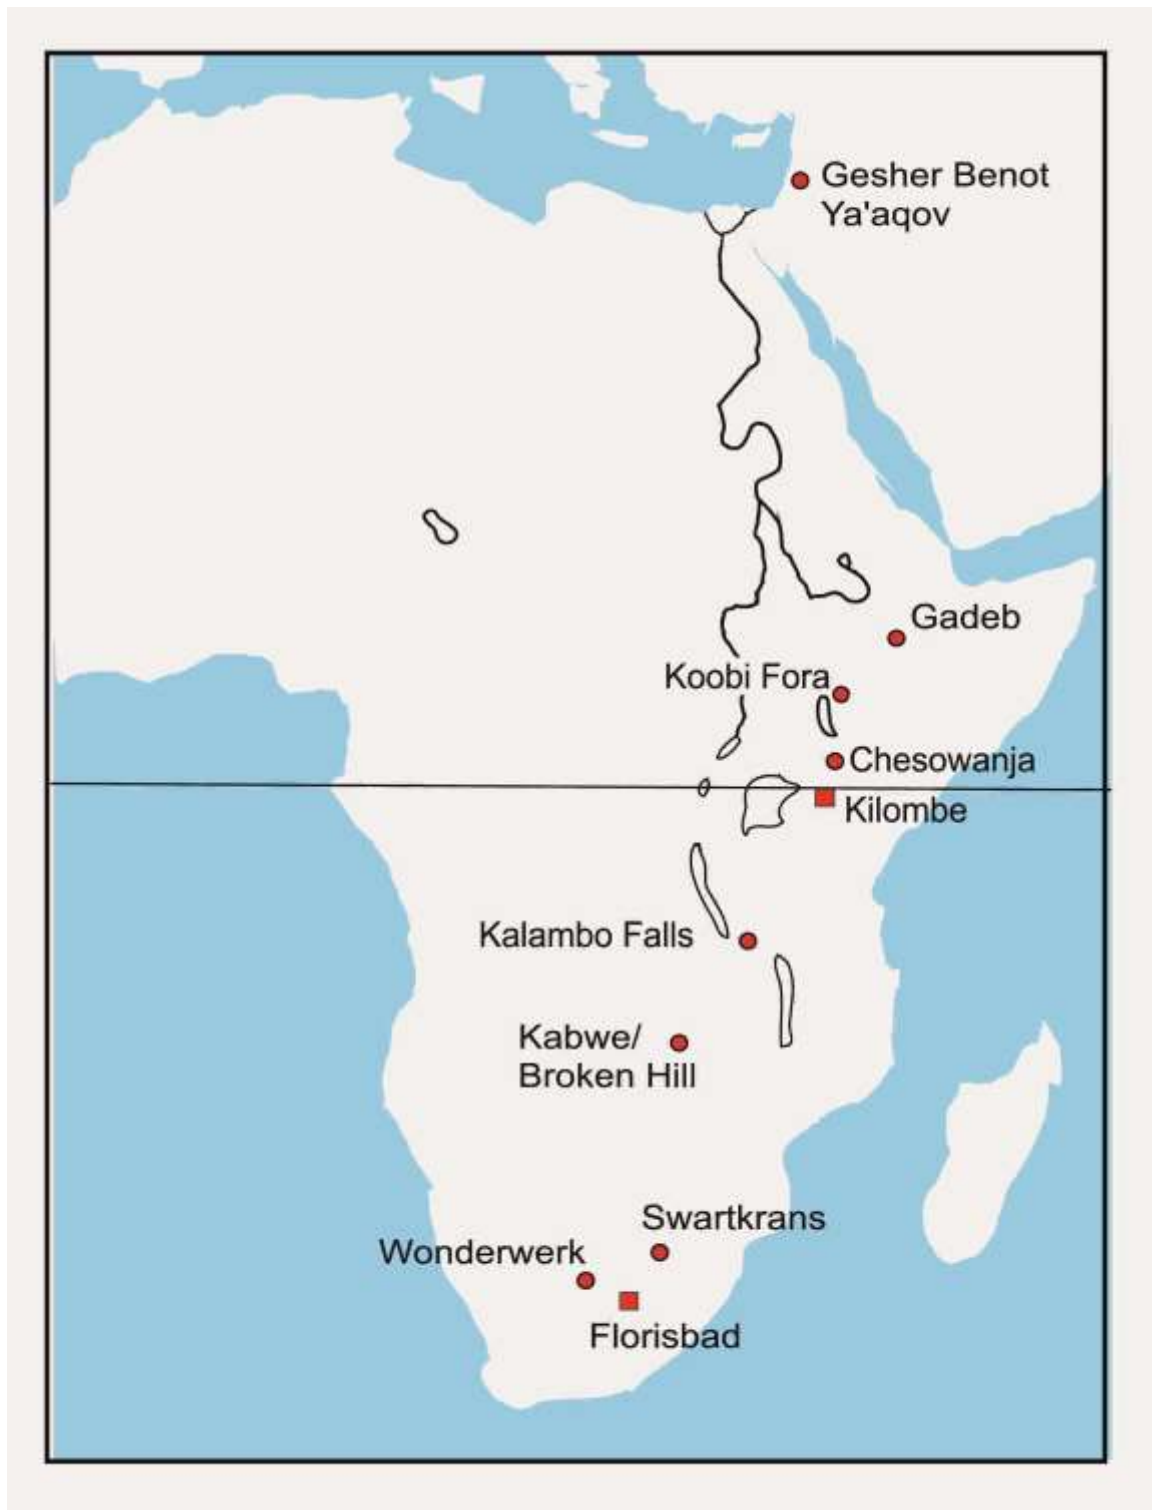 Gesher Benot
Ya'aqov
Gadeb
Koobi Fora
Chesowanja
Kilombe
Kalambo Falls
Kabwe/
Broken Hill
Swartkrans
Wonderwerk
Florisbad